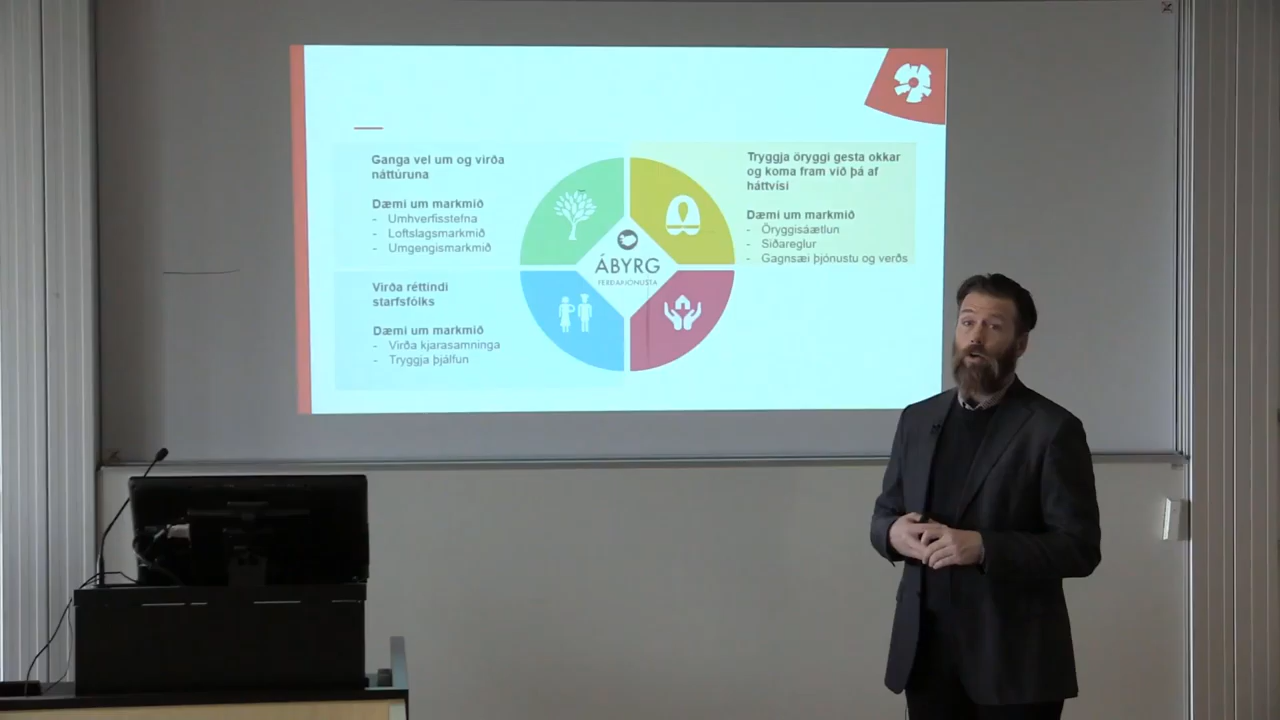 Ganga vel um og virða
náttúruna
Dæmi um markmið
- Umhverfisstefna
- Loftslagsmarkmið
- Umgengismarkmið
Virða réttindi
starfsfólks
Dæmi um markmið
- Virða kjarasamninga
- Tryggja þjálfun
ÁBYRG
FERÐAÞJÓNUSTA
Tryggja öryggi gesta okkar
og koma fram við þá af
háttvísi
Dæmi um markmið
- Öryggisáætlun
- Siðareglur
- Gagnsæi þjónustu og verðs